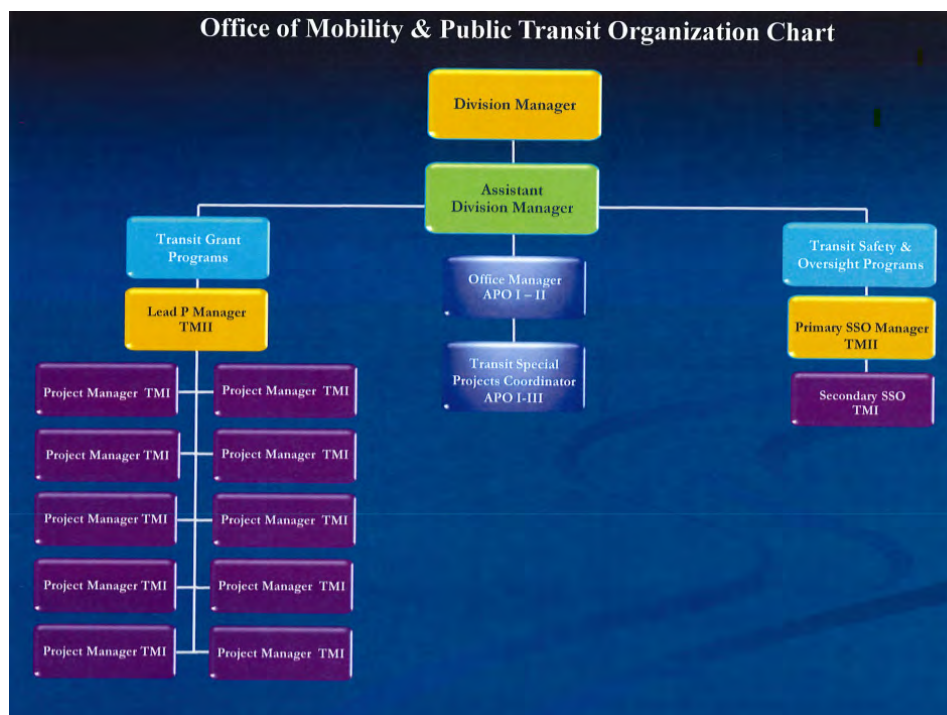 Office of Mobility & Public Transit Organization Chart
Division Manager
Assistant
Division Manager
Transit Grant
Programs
Lead P Manager
TMII
Project Manager TMI
Project Manager TMI
Project Manager TMI
Project Manager TMI
Project Manager TMI
Project Manager TMI
Project Manager TMI
Project Manager TMI
Project Manager TMI
Project Manager TMI
Office Manager
APO I – II
Transit Special
Projects Coordinator
APO I-III
Transit Safety &
Oversight Programs
Primary SSO Manager
TMII
Secondary SSO
TMI